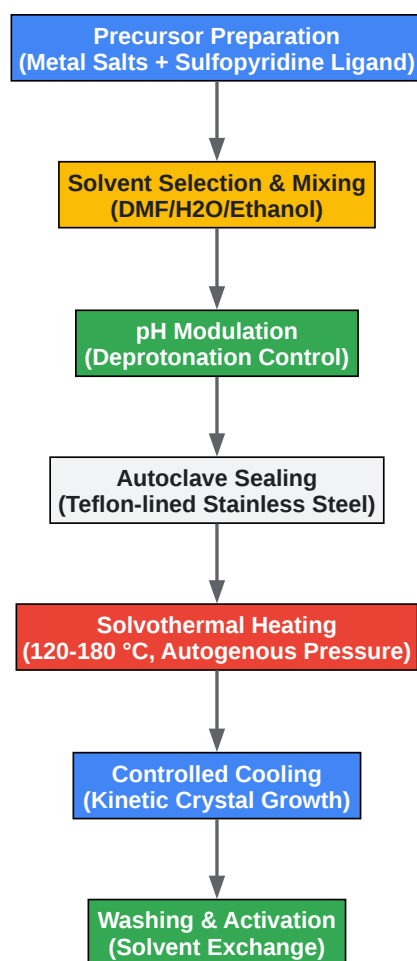 Precursor Preparation
(Metal Salts + Sulfopyridine Ligand)
Solvent Selection & Mixing
(DMF/H2O/Ethanol)
pH Modulation
(Deprotonation Control)
Autoclave Sealing
(Teflon-lined Stainless Steel)
Solvothermal Heating
(120-180 °C, Autogenous Pressure)
Controlled Cooling
(Kinetic Crystal Growth)
Washing & Activation
(Solvent Exchange)